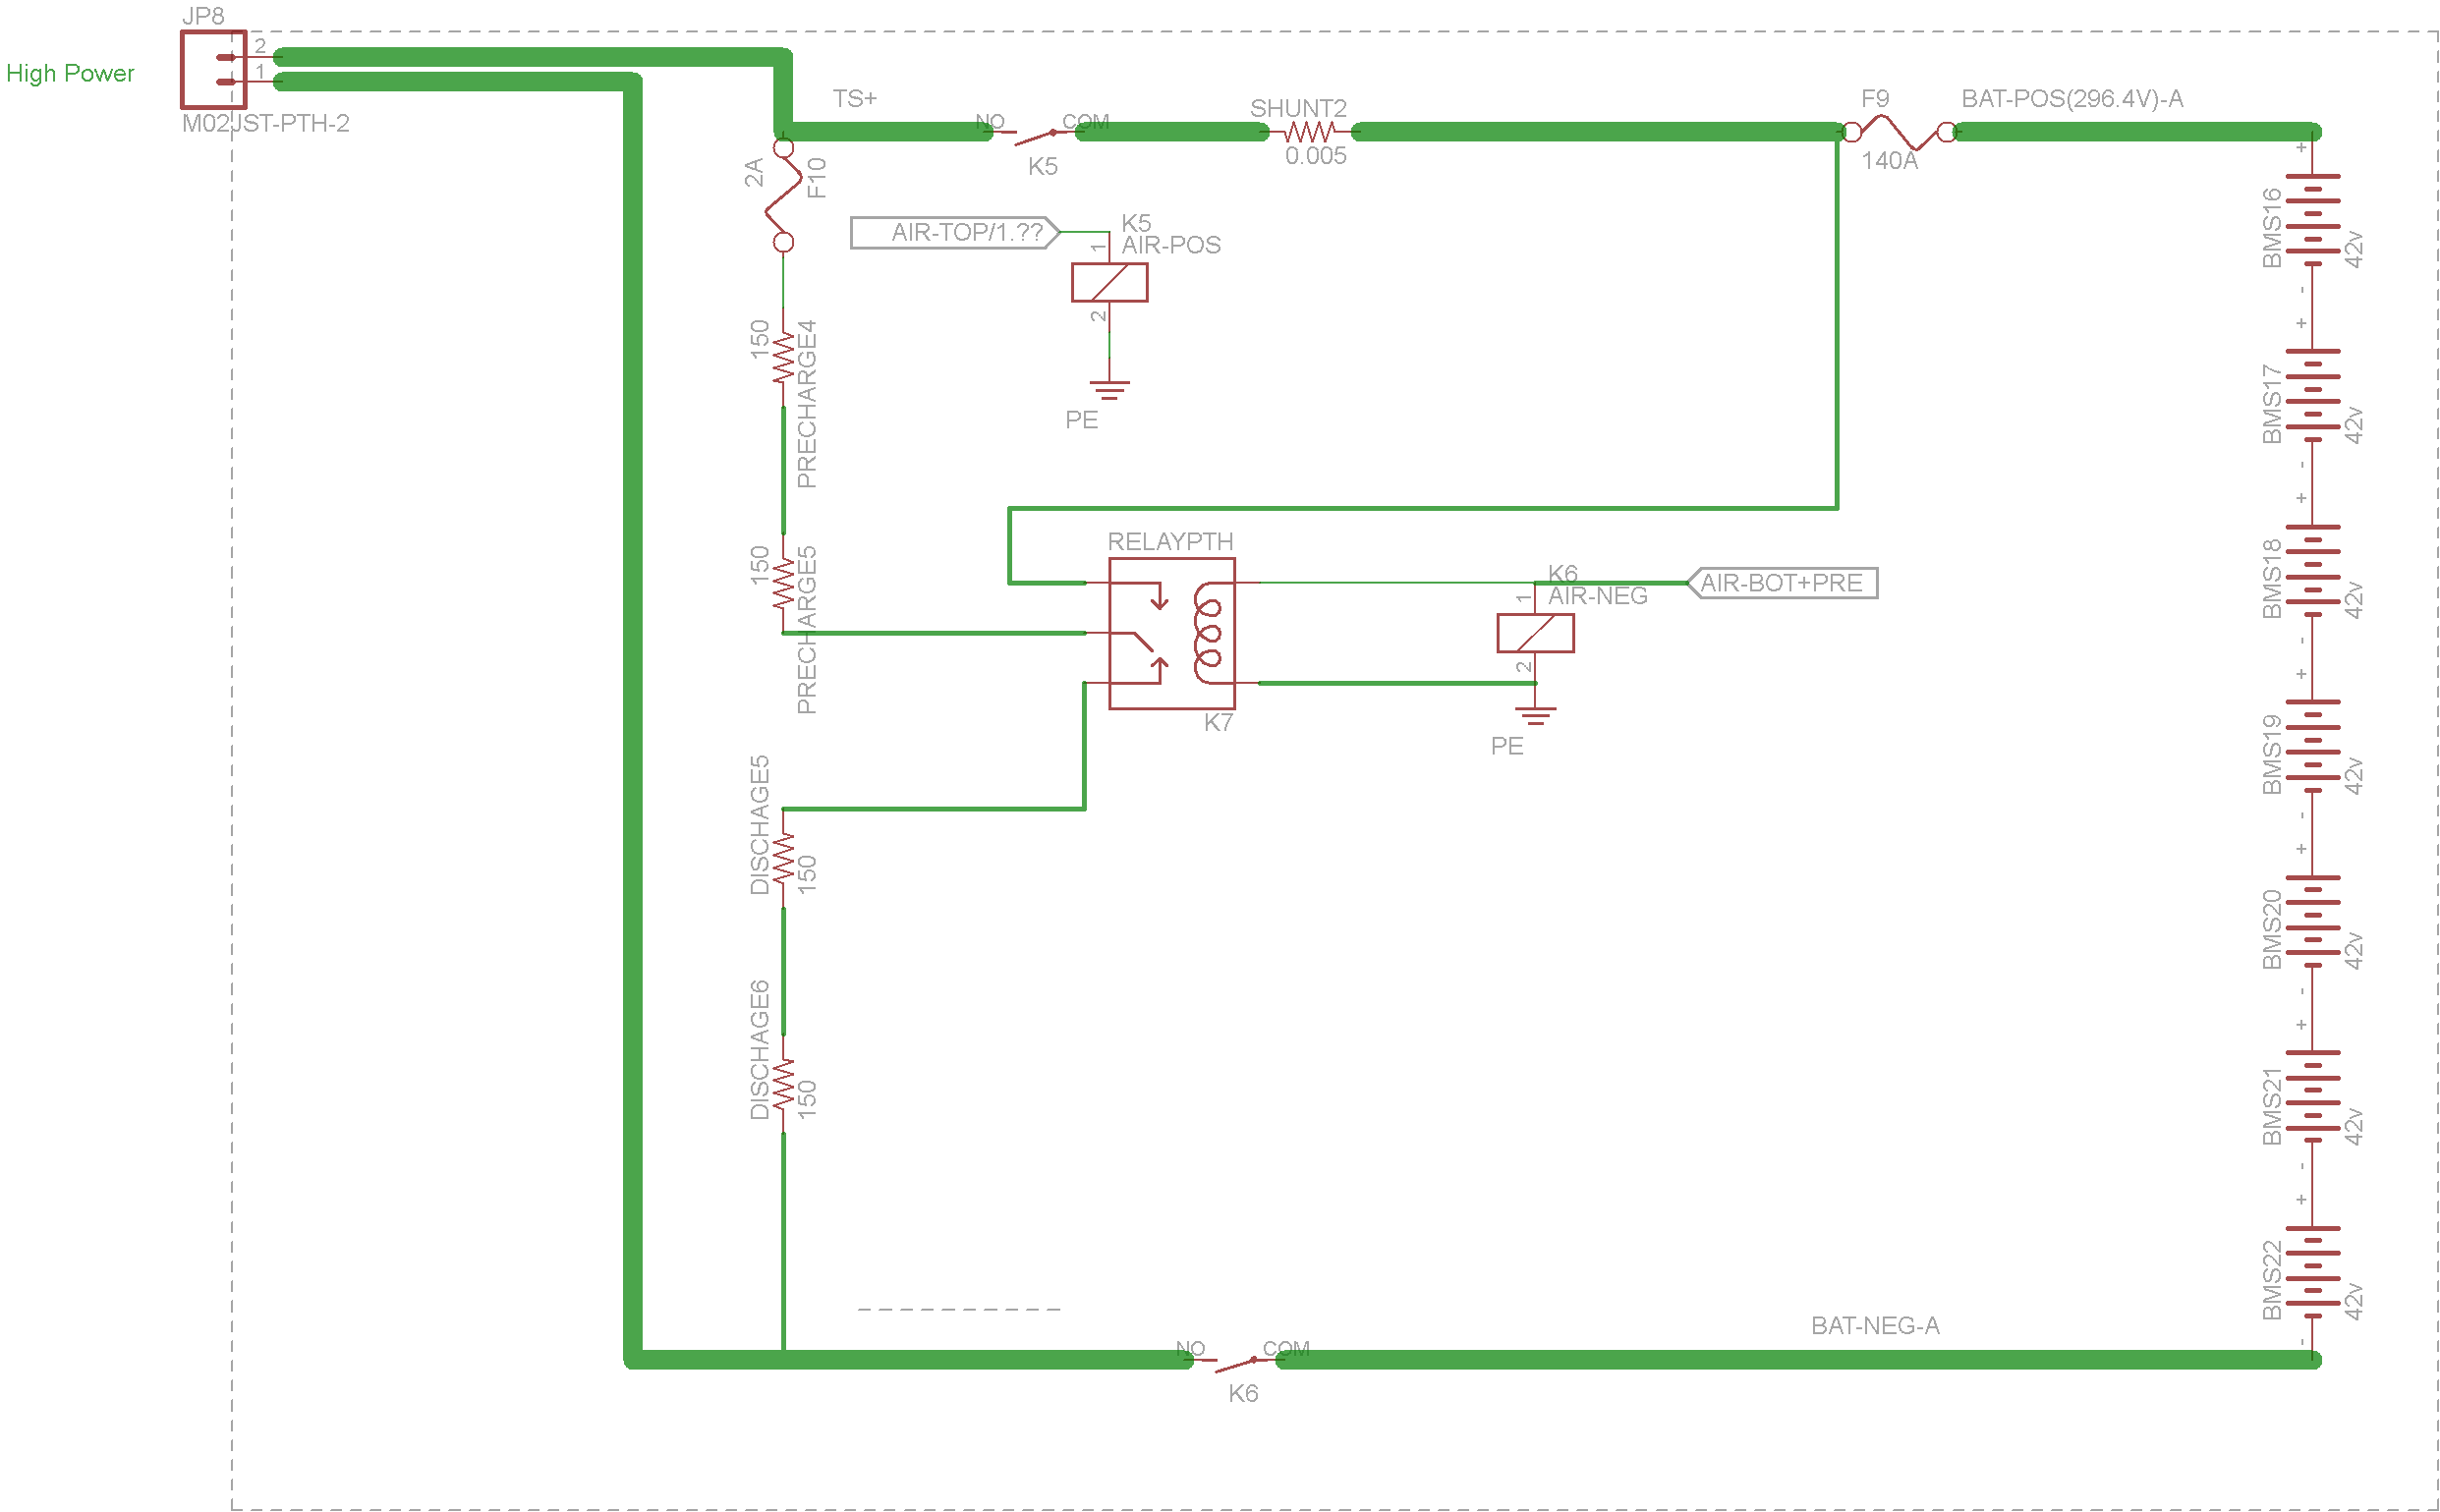 JP8
2
1
High Power
M02JST-PTH-2
TS+
NO
COM
K5
SHUNT2
0.005
F9
140A
BAT-POS(296.4V)-A
2A
F10
AIR-TOP/1.??
K5
AIR-POS
1
2
PE
150
PRECHARGE4
150
PRECHARGE5
RELAYPTH
K7
K6
AIR-NEG
1
2
PE
AIR-BOT+PRE
DISCHAGE5
150
DISCHAGE6
150
NO
COM
K6
BAT-NEG-A
+
BMS16
42v
-
+
BMS17
42v
-
+
BMS18
42v
-
+
BMS19
42v
-
+
BMS20
42v
-
+
BMS21
42v
-
+
BMS22
42v
-